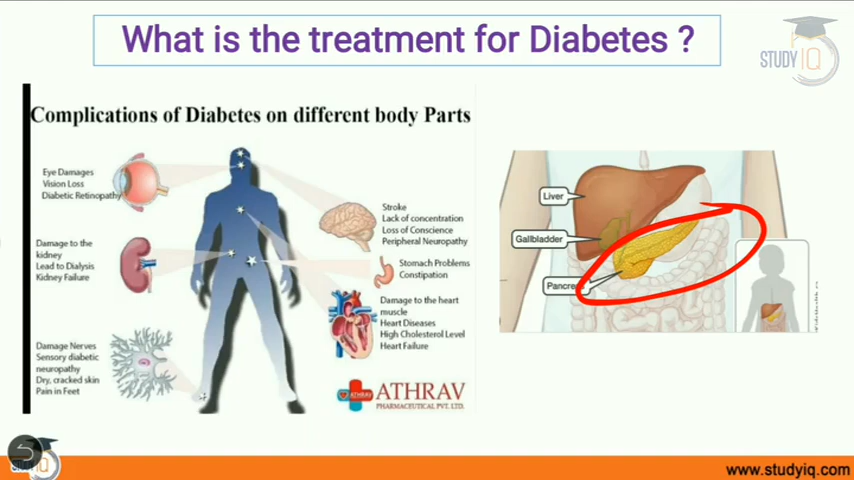 What is the treatment for Diabetes ?
STUDY IQ
Complications of Diabetes on different body Parts
Eye Damages
Vision Loss
Diabetic Retinopathy
Stroke
Lack of concentration
Loss of Conscience
Peripheral Neuropathy
Damage to the
kidney
Lead to Dialysis
Kidney Failure
Stomach Problems
Constipation
Damage to the heart
muscle
Heart Diseases
High Cholesterol Level
Heart Failure
Damage Nerves
Sensory diabetic
neuropathy
Dry, cracked skin
Pain in Feet
ATHRAV
ATHRAV
PHARMACEUTICAL PVT. LTD.
Liver
Gallbladder
Pancre
IQ
www.studyiq.com